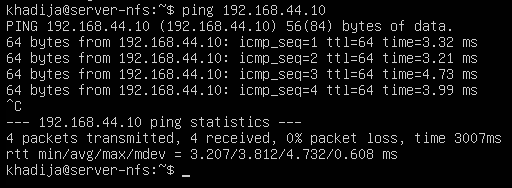 khadija@server-nfs:~$ ping 192.168.44.10
PING 192.168.44.10 (192.168.44.10) 56(84) bytes of data.
64 bytes from 192.168.44.10: icmp_seq=1 ttl=64 time=3.32 ms
64 bytes from 192.168.44.10: icmp_seq=2 ttl=64 time=3.21 ms
64 bytes from 192.168.44.10: icmp_seq=3 ttl=64 time=4.73 ms
64 bytes from 192.168.44.10: icmp_seq=4 ttl=64 time=3.99 ms
^C
--- 192.168.44.10 ping statistics ---
4 packets transmitted, 4 received, 0% packet loss, time 3007ms
rtt min/avg/max/mdev = 3.207/3.812/4.732/0.608 ms
khadija@server-nfs:~$ _